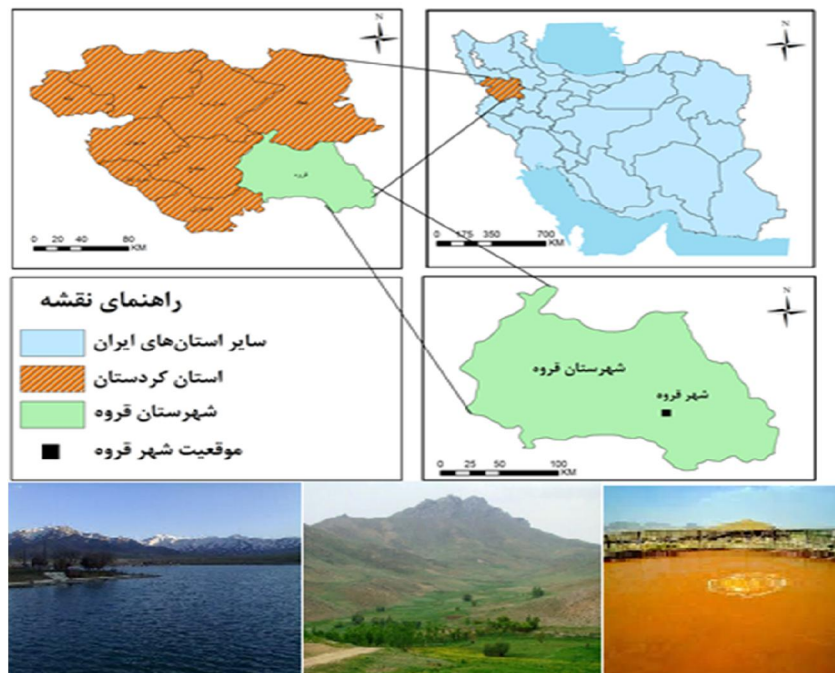 N
N
قروه
0 20 40 80
KM
0 175 350 700
KM
راهنمای نقشه
سایر استان‌های ایران
استان کردستان
شهرستان قروه
موقعیت شهر قروه
N
شهرستان قروه
شهر قروه
0 25 50 100
KM